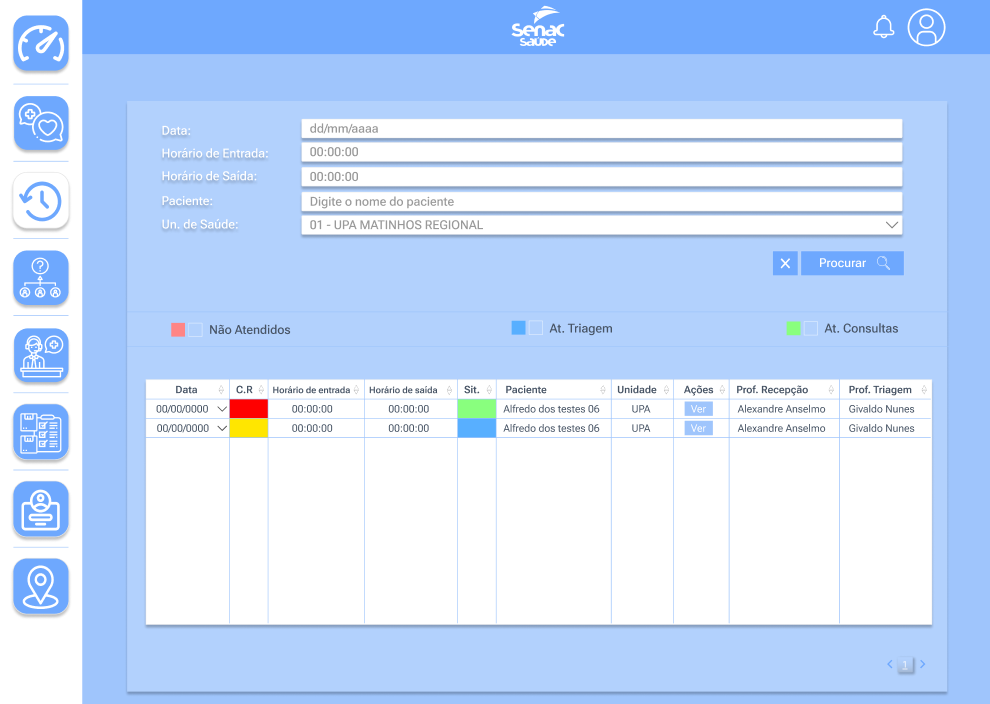 Senac
saúde
Data: dd/mm/aaaa
Horário de Entrada: 00:00:00
Horário de Saída: 00:00:00
Paciente: Digite o nome do paciente
Un. de Saúde: 01 - UPA MATINHOS REGIONAL
X Procurar
Não Atendidos At. Triagem At. Consultas
Data C.R Horário de entrada Horário de saída Sit. Paciente Unidade Ações Prof. Recepção Prof. Triagem
00/00/0000 00:00:00 00:00:00 Alfredo dos testes 06 UPA Ver Alexandre Anselmo Givaldo Nunes
00/00/0000 00:00:00 00:00:00 Alfredo dos testes 06 UPA Ver Alexandre Anselmo Givaldo Nunes
1